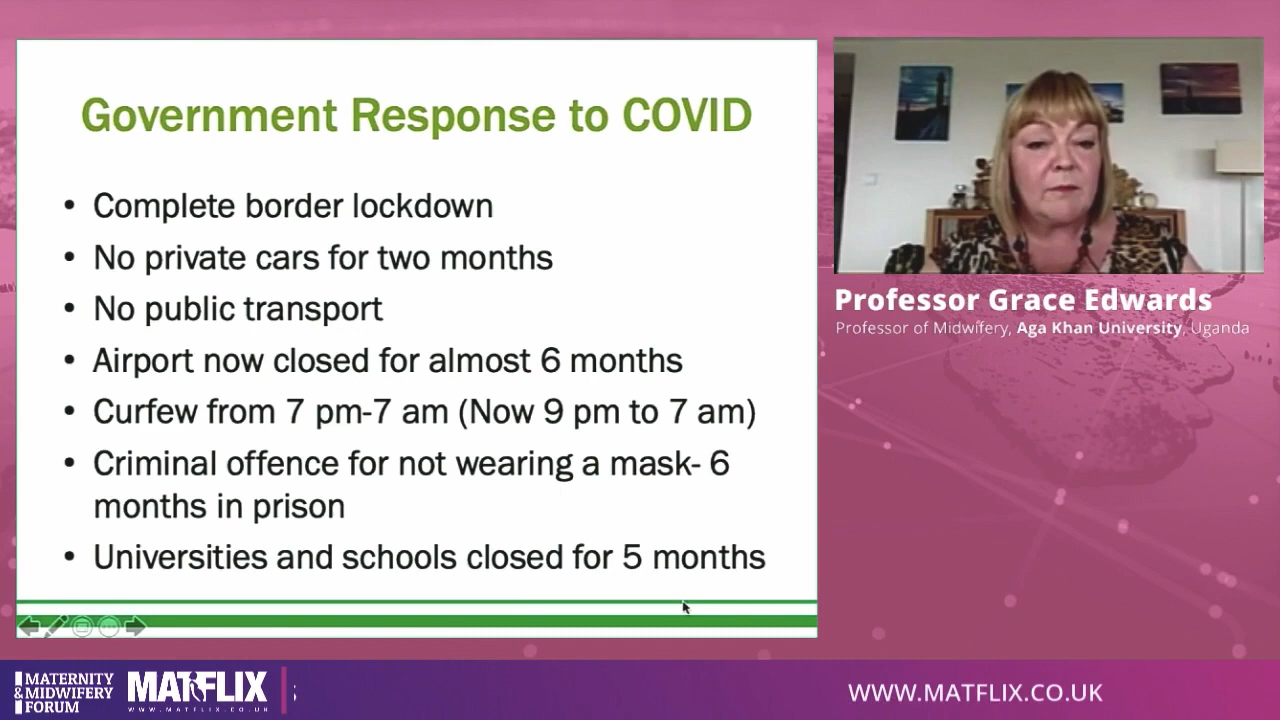 Government Response to COVID
• Complete border lockdown
• No private cars for two months
• No public transport
• Airport now closed for almost 6 months
• Curfew from 7 pm-7 am (Now 9 pm to 7 am)
• Criminal offence for not wearing a mask- 6
months in prison
• Universities and schools closed for 5 months
Professor Grace Edwards
Professor of Midwifery, Aga Khan University, Uganda
MATERNITY
& MIDWIFERY
FORUM
MATFLIX
WWW.MATFLIX.CO.UK
WWW.MATFLIX.CO.UK